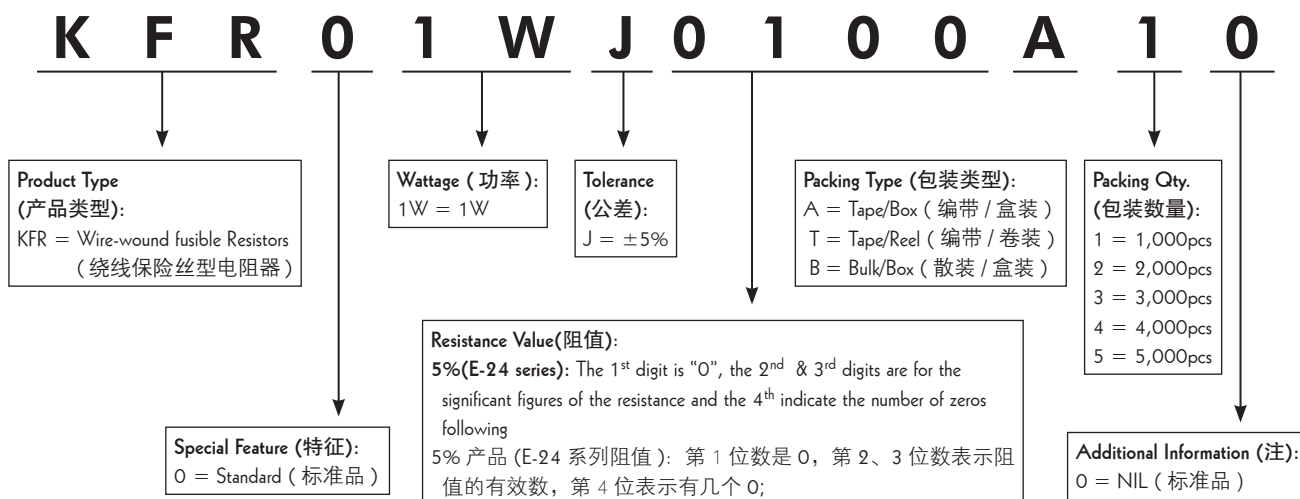 K F R 0 1 W J 0 1 0 0 A 1 0
Product Type
(产品类型):
KFR = Wire-wound fusible Resistors
(绕线保险丝型电阻器)
Wattage (功率):
1W = 1W
Tolerance
(公差):
J = ±5%
Packing Type (包装类型):
A = Tape/Box (编带 / 盒装)
T = Tape/Reel (编带 / 卷装)
B = Bulk/Box (散装 / 盒装)
Packing Qty.
(包装数量):
1 = 1,000pcs
2 = 2,000pcs
3 = 3,000pcs
4 = 4,000pcs
5 = 5,000pcs
Special Feature (特征):
0 = Standard (标准品)
Resistance Value(阻值):
5%(E-24 series): The 1st digit is “0”, the 2nd & 3rd digits are for the
significant figures of the resistance and the 4th indicate the number of zeros
following
5% 产品 (E-24 系列阻值): 第 1 位数是 0，第 2、3 位数表示阻
值的有效数，第 4 位表示有几个 0;
Additional Information (注):
0 = NIL (标准品)